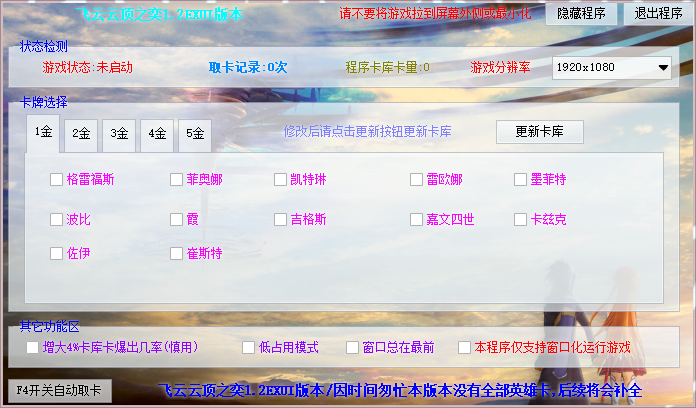 飞云云顶之奕1.2EXUI版本 请不要将游戏拉到屏幕外侧或最小化 隐藏程序 退出程序
状态检测
游戏状态:未启动 取卡记录:0次 程序卡库卡量:0 游戏分辨率 1920x1080
卡牌选择
1金 2金 3金 4金 5金 修改后请点击更新按钮更新卡库 更新卡库
格雷福斯 菲奥娜 凯特琳 雷欧娜 墨菲特
波比 霞 吉格斯 嘉文四世 卡兹克
佐伊 崔斯特
其它功能区
增大4%卡库卡爆出几率(慎用) 低占用模式 窗口总在最前 本程序仅支持窗口化运行游戏
F4开关自动取卡 飞云云顶之奕1.2EXUI版本/因时间匆忙本版本没有全部英雄卡,后续将会补全